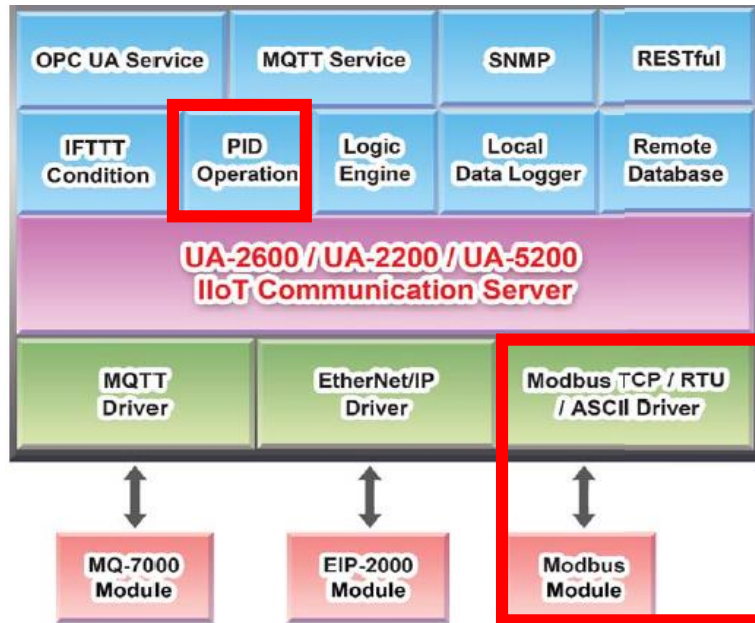 OPC UA Service
MQTT Service
SNMP
RESTful
IFTTT
Condition
PID
Operation
Logic
Engine
Local
Data Logger
Remote
Database
UA-2600 / UA-2200 / UA-5200
IIoT Communication Server
MQTT
Driver
EtherNet/IP
Driver
Modbus TCP / RTU
/ ASCII Driver
MQ-7000
Module
EIP-2000
Module
Modbus
Module